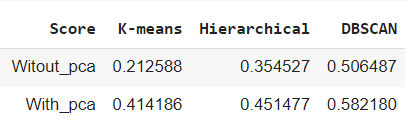 Score K-means Hierarchical DBSCAN
Witout_pca 0.212588 0.354527 0.506487
With_pca 0.414186 0.451477 0.582180